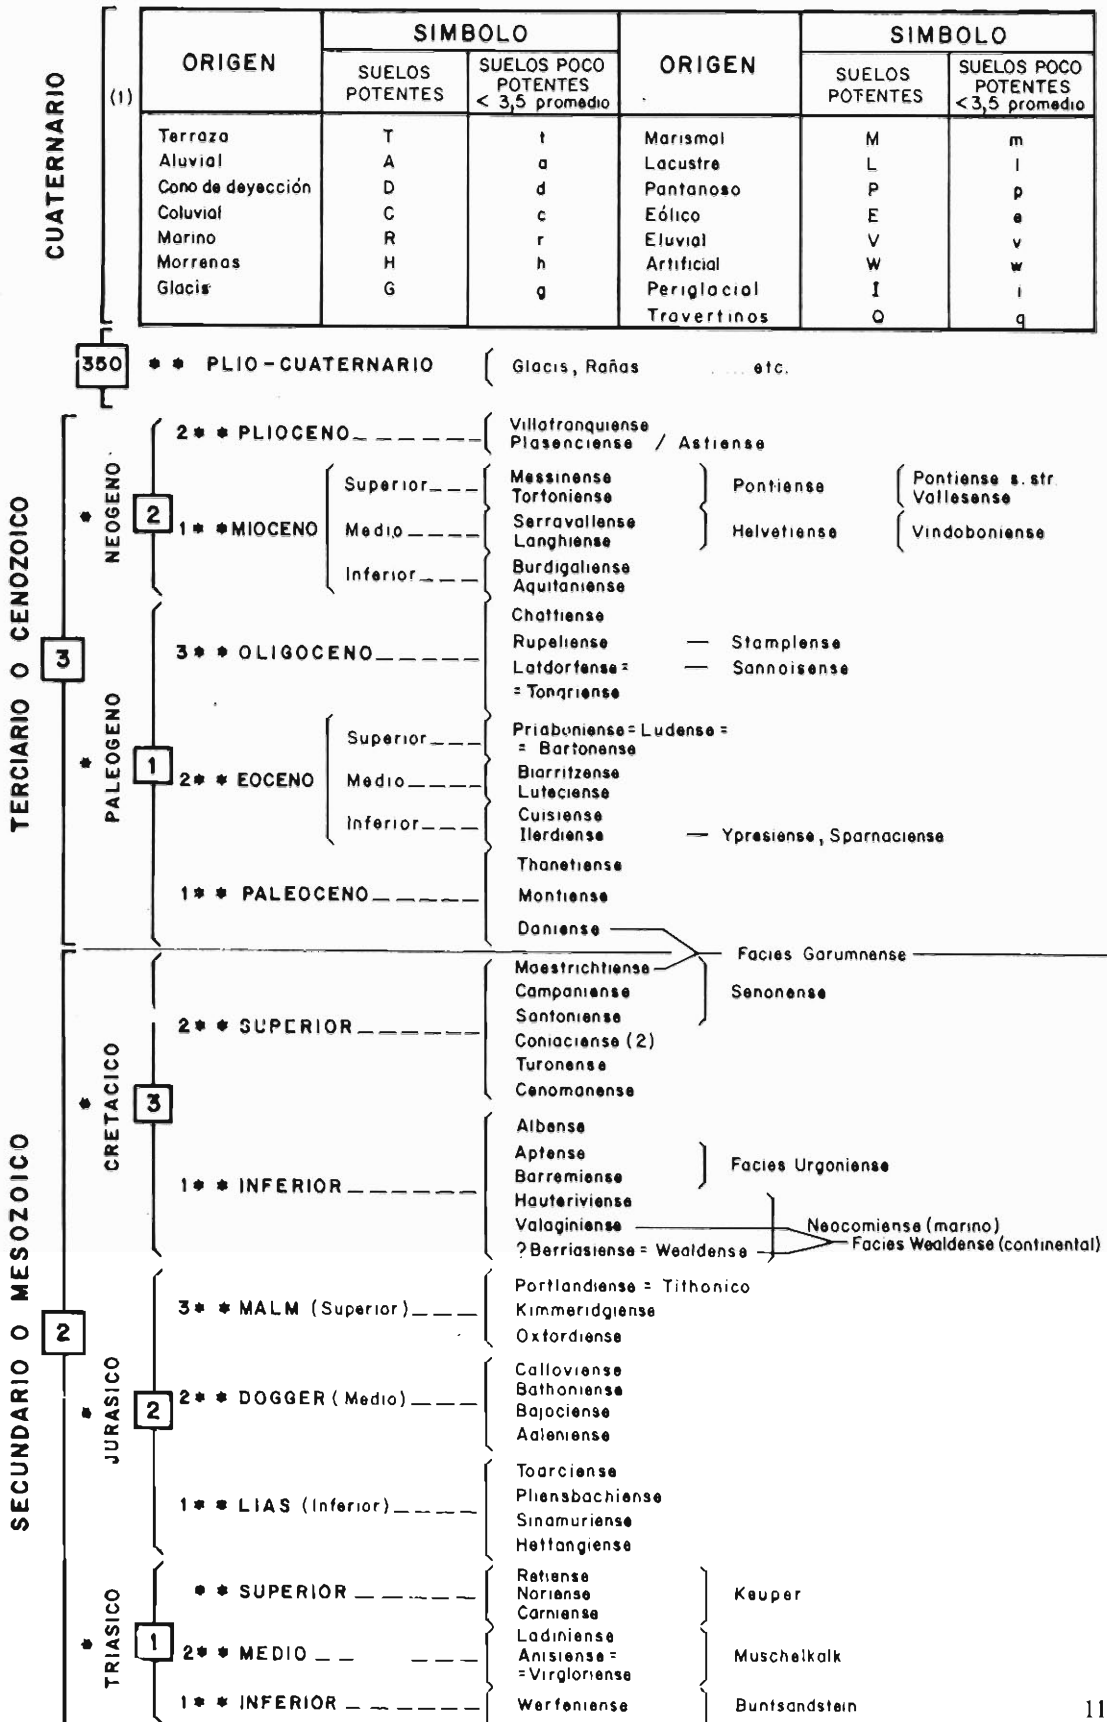 CUATERNARIO
(1)
ORIGEN SIMBOLO ORIGEN SIMBOLO
SUELOS POTENTES SUELOS POCO POTENTES < 3,5 promedio SUELOS POTENTES SUELOS POCO POTENTES < 3,5 promedio
Terraza T t Marismal M m
Aluvial A a Lacustre L l
Cono de deyección D d Pantanoso P p
Coluvial C c Eólico E e
Marino R r Eluvial V v
Morrenas H h Artificial W w
Glacis G g Periglacial I i
Travertinos Q q
350 * * PLIO-CUATERNARIO Glacis, Rañas ..... etc.
TERCIARIO O CENOZOICO
3
* NEOGENO
2
2* * PLIOCENO Villafranquiense
Plasenciense / Astiense
1* * MIOCENO
Superior Messinense
Tortoniense
Pontiense
Pontiense s. str.
Vallesense
Medio Serravallense
Langhiense
Helvetiense Vindoboniense
Inferior Burdigaliense
Aquitaniense
* PALEOGENO
1
3* * OLIGOCENO
Chattiense
Rupeliense — Stampiense
Latdorfense = — Sannoisense
= Tongriense
2* * EOCENO
Superior Priaboniense = Ludense =
= Bartonense
Medio Biarritzense
Luteciense
Inferior Cuisiense
Ilerdiense — Ypresiense, Sparnaciense
1* * PALEOCENO
Thanetiense
Montiense
Daniense
Facies Garumnense
SECUNDARIO O MESOZOICO
2
* CRETACICO
3
2* * SUPERIOR
Maestrichtiense
Campaniense
Santoniense
Senonense
Coniaciense (2)
Turonense
Cenomanense
1* * INFERIOR
Albense
Aptense
Barremiense
Facies Urgoniense
Hauteriviense
Valaginiense
Neocomiense (marino)
? Berriasiense = Wealdense
Facies Wealdense (continental)
* JURASICO
2
3* * MALM (Superior)
Portlandiense = Tithonico
Kimmeridgiense
Oxfordiense
2* * DOGGER (Medio)
Calloviense
Bathoniense
Bajociense
Aaleniense
1* * LIAS (Inferior)
Toarciense
Pliensbachiense
Sinamuriense
Hettangiense
* TRIASICO
1
* * SUPERIOR
Retiense
Noriense
Carniense
Keuper
2* * MEDIO
Ladiniense
Anisiense =
= Virgloriense
Muschelkalk
1* * INFERIOR Werfeniense Buntsandstein
11